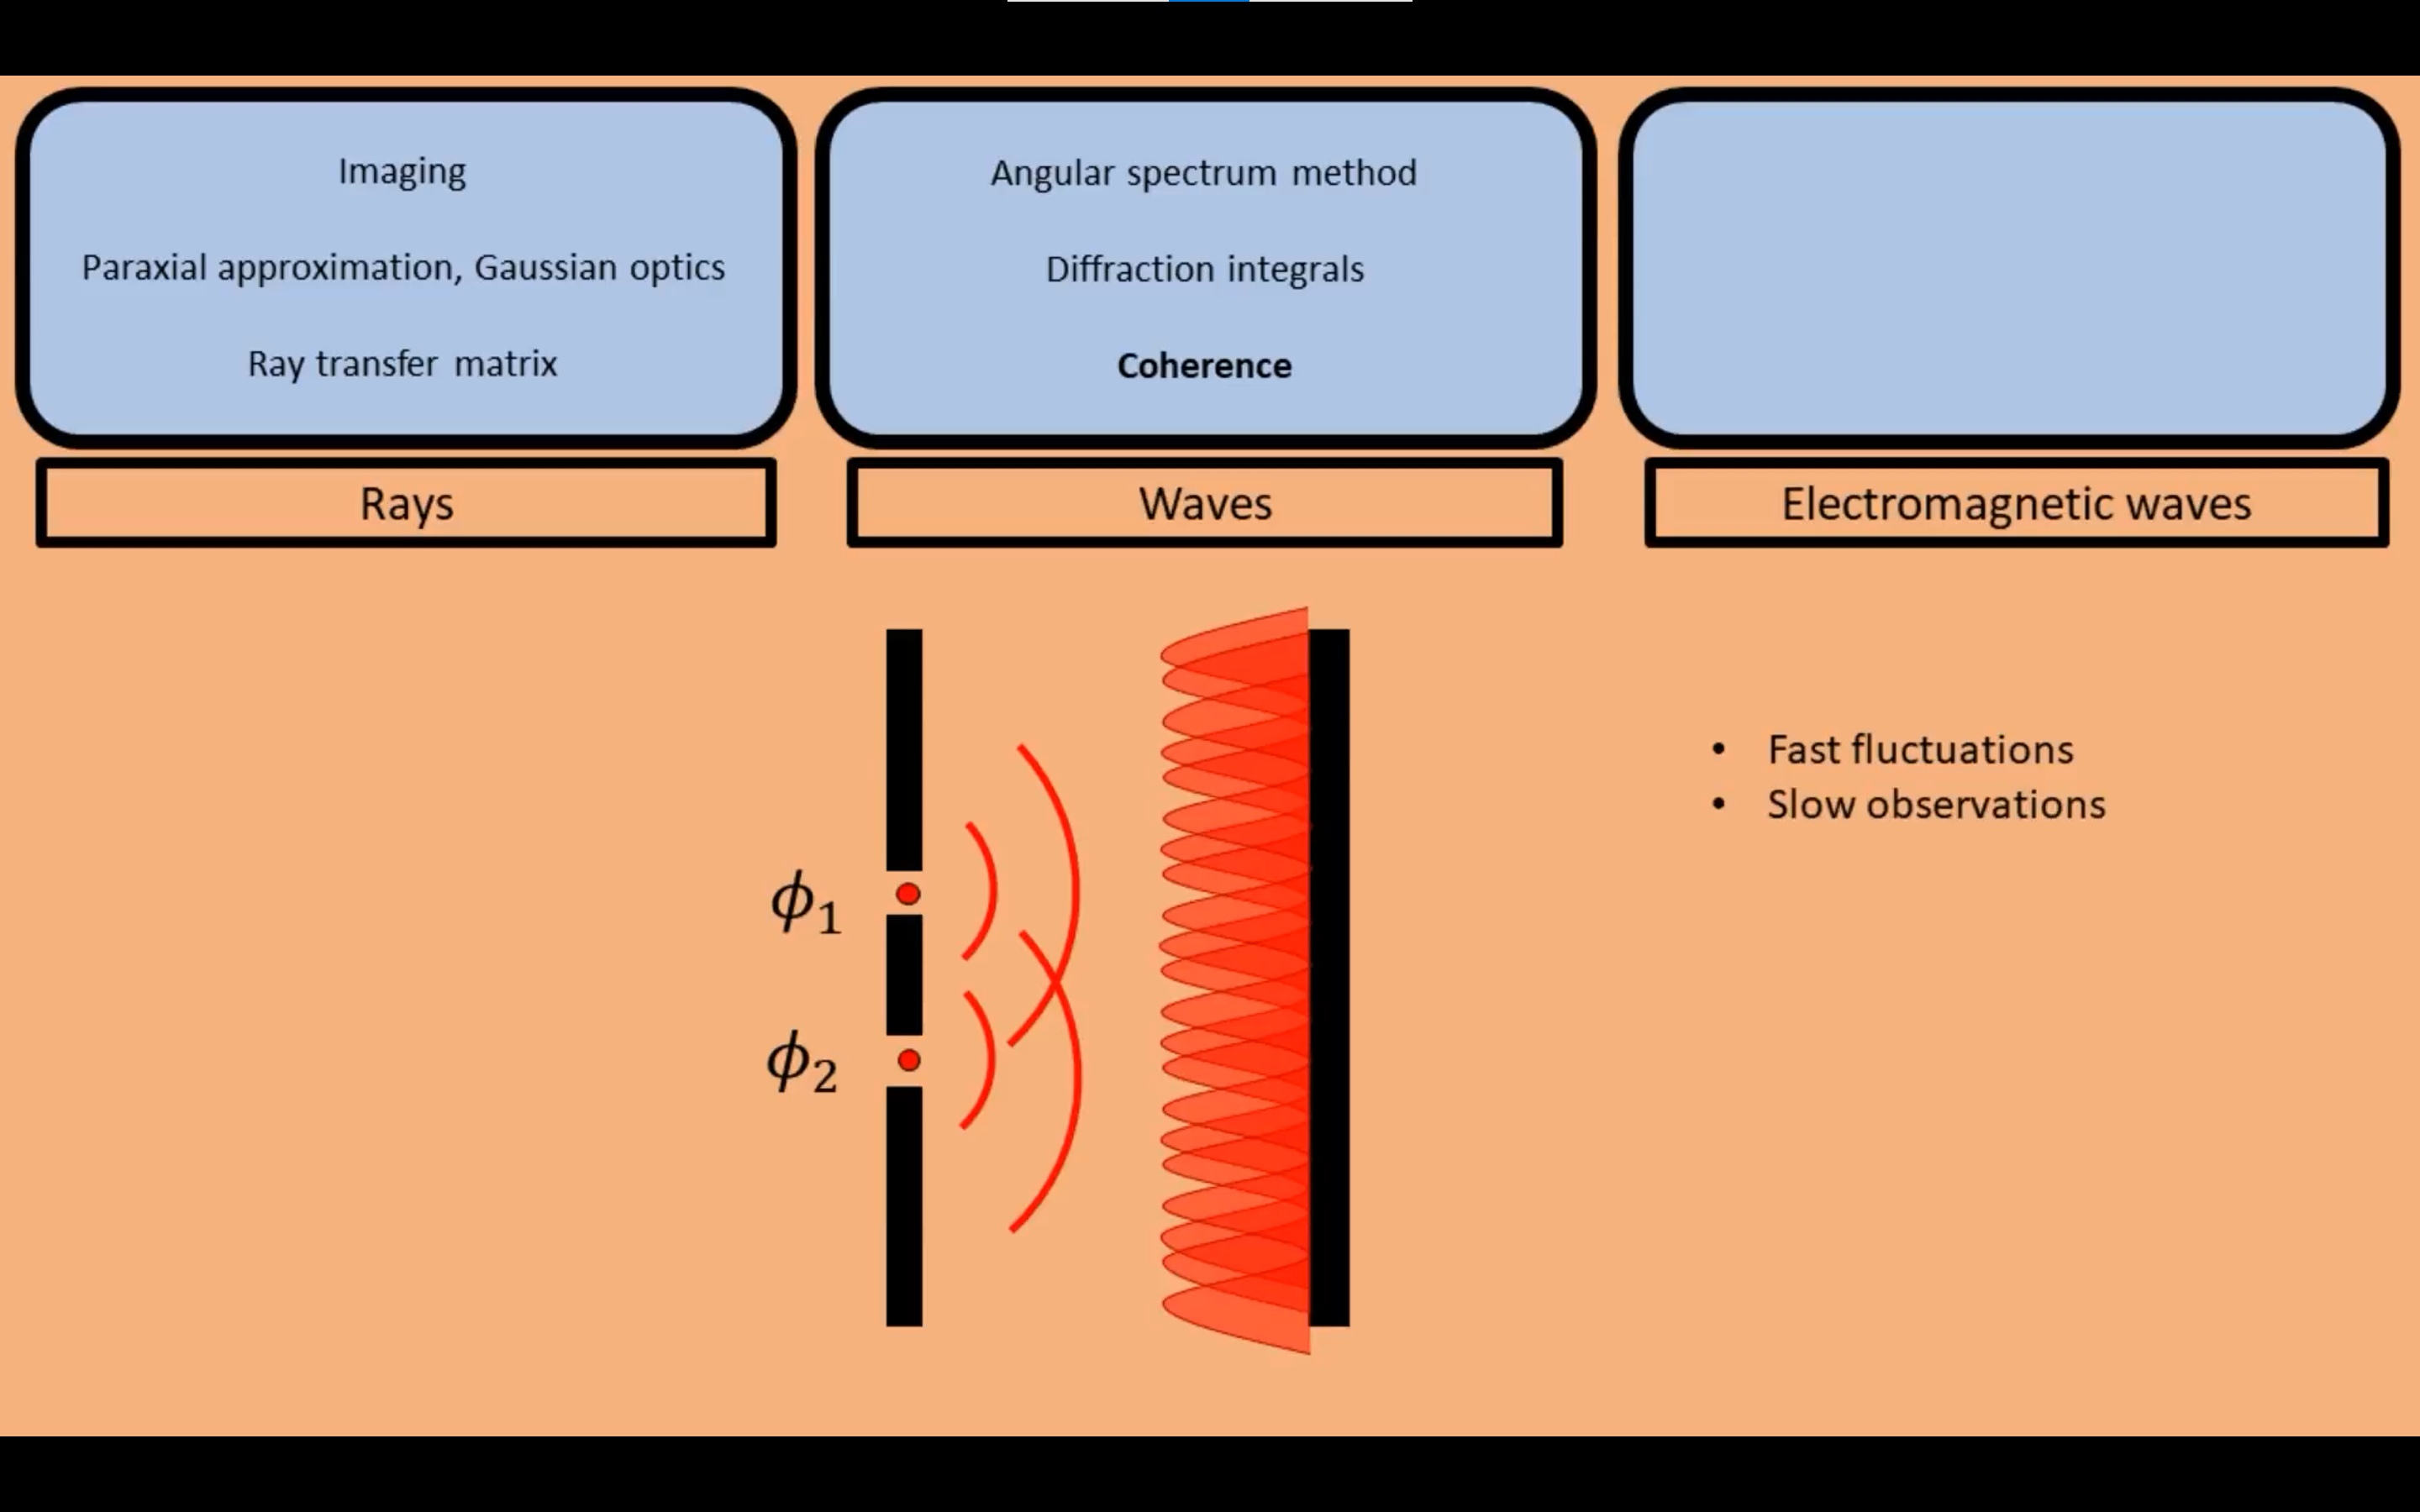 Imaging
Paraxial approximation, Gaussian optics
Ray transfer matrix
Rays
Angular spectrum method
Diffraction integrals
Coherence
Waves
Electromagnetic waves
ϕ1
ϕ2
• Fast fluctuations
• Slow observations